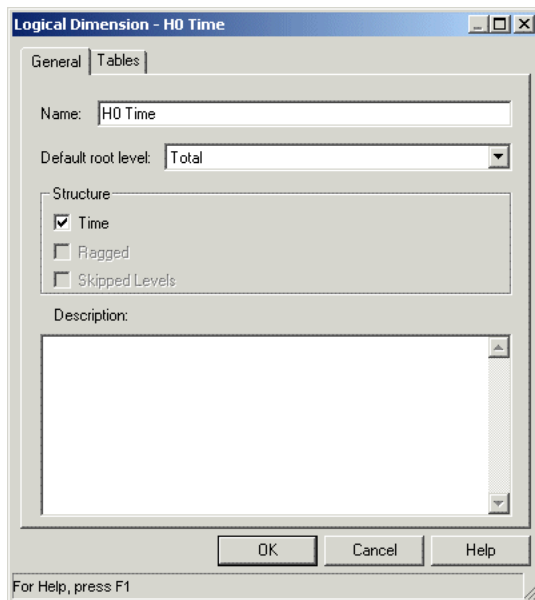 Logical Dimension - H0 Time
General Tables
Name: H0 Time
Default root level: Total
Structure
Time
Ragged
Skipped Levels
Description:
OK Cancel Help
For Help, press F1